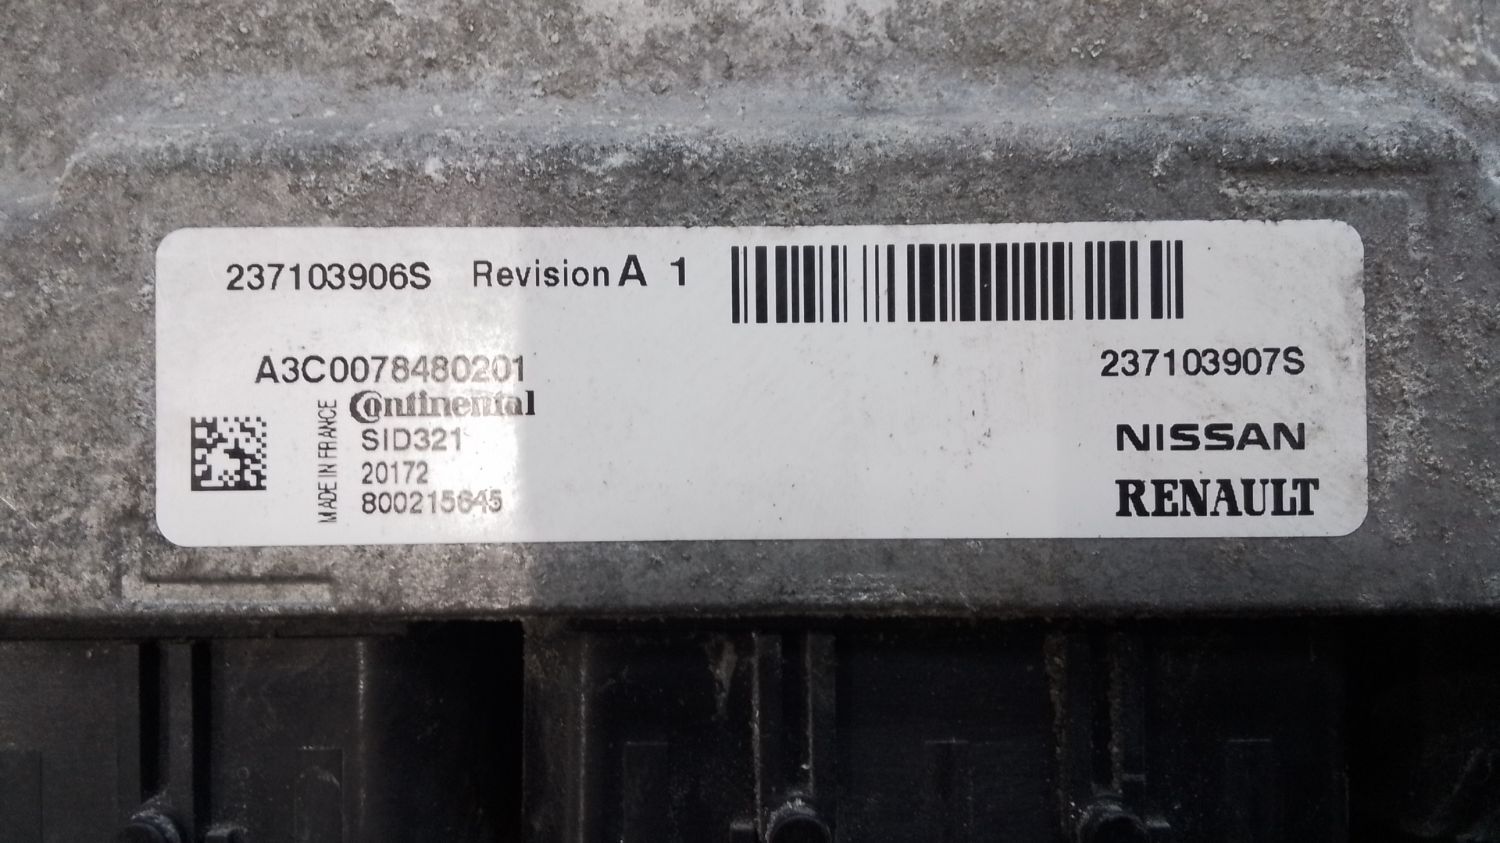 237103906S Revision A 1
A3C0078480201
237103907S
Continental
SID321
20172
800215645
MADE IN FRANCE
NISSAN
RENAULT